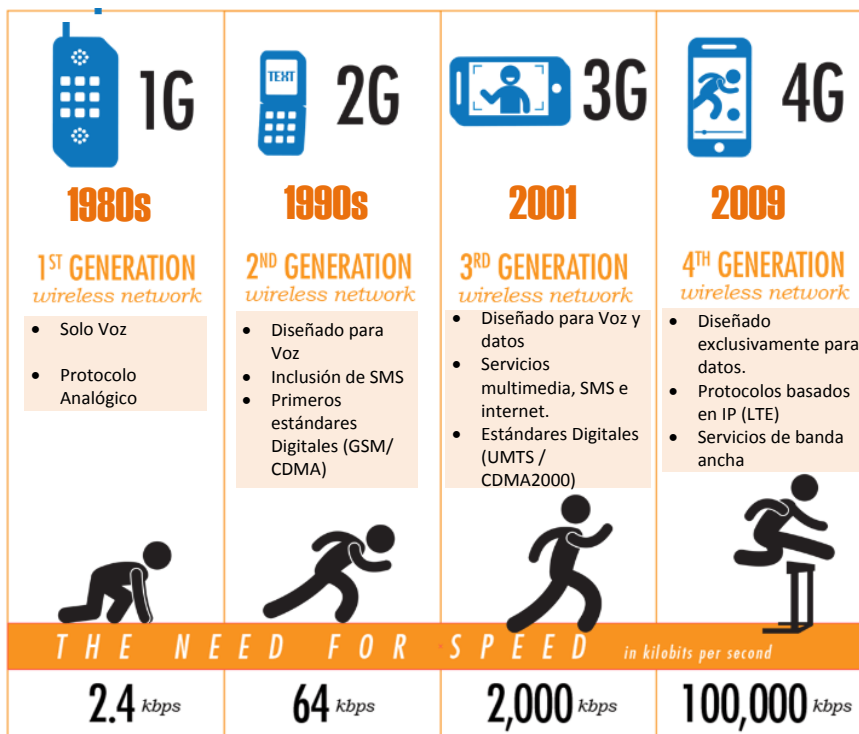 1G
1980s
1ST GENERATION
wireless network
• Solo Voz
• Protocolo
Analógico
TEXT
2G
1990s
2ND GENERATION
wireless network
• Diseñado para
Voz
• Inclusión de SMS
• Primeros
estándares
Digitales (GSM/
CDMA)
3G
2001
3RD GENERATION
wireless network
• Diseñado para Voz y
datos
• Servicios
multimedia, SMS e
internet.
• Estándares Digitales
(UMTS /
CDMA2000)
4G
2009
4TH GENERATION
wireless network
• Diseñado
exclusivamente para
datos.
• Protocolos basados
en IP (LTE)
• Servicios de banda
ancha
THE NEED FOR SPEED in kilobits per second
2.4 kbps
64 kbps
2,000 kbps
100,000 kbps